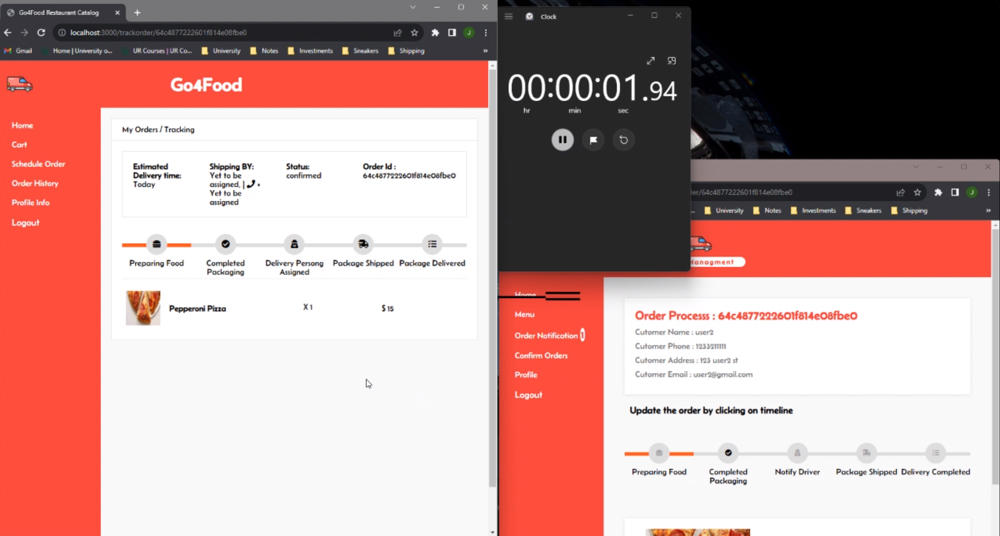 Go4Food Restaurant Catalog
localhost:3000/trackorder/64c4877222601f814e08fbe0
J
Gmail
Home | University o...
UR Courses | UR Co...
University
Notes
Investments
Sneakers
Shipping
»
Go4Food
Home
Cart
Schedule Order
Order History
Profile Info
Logout
My Orders / Tracking
Estimated
Delivery time:
Today
Shipping BY:
Yet to be
assigned, | +
Yet to be
assigned
Status:
confirmed
Order Id :
64c4877222601f814e08fbe0
Preparing Food
Completed
Packaging
Delivery Persong
Assigned
Package Shipped
Package Delivered
Pepperoni Pizza
X 1
$ 15
Clock
00:00:01.94
hr
min
sec
er/64c4877222601f814e08fbe0
J
...
University
Notes
Investments
Sneakers
Shipping
»
Managment
Home
Menu
Order Notification 1
Confirm Orders
Profile
Logout
Order Processs : 64c4877222601f814e08fbe0
Cutomer Name : user2
Cutomer Phone : 1233211111
Cutomer Address : 123 user2 st
Cutomer Email : user2@gmail.com
Update the order by clicking on timeline
Preparing Food
Completed
Packaging
Notify Driver
Package Shipped
Delivery Completed